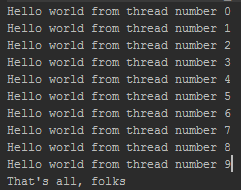 Hello world from thread number 0
Hello world from thread number 1
Hello world from thread number 2
Hello world from thread number 3
Hello world from thread number 4
Hello world from thread number 5
Hello world from thread number 6
Hello world from thread number 7
Hello world from thread number 8
Hello world from thread number 9
That's all, folks